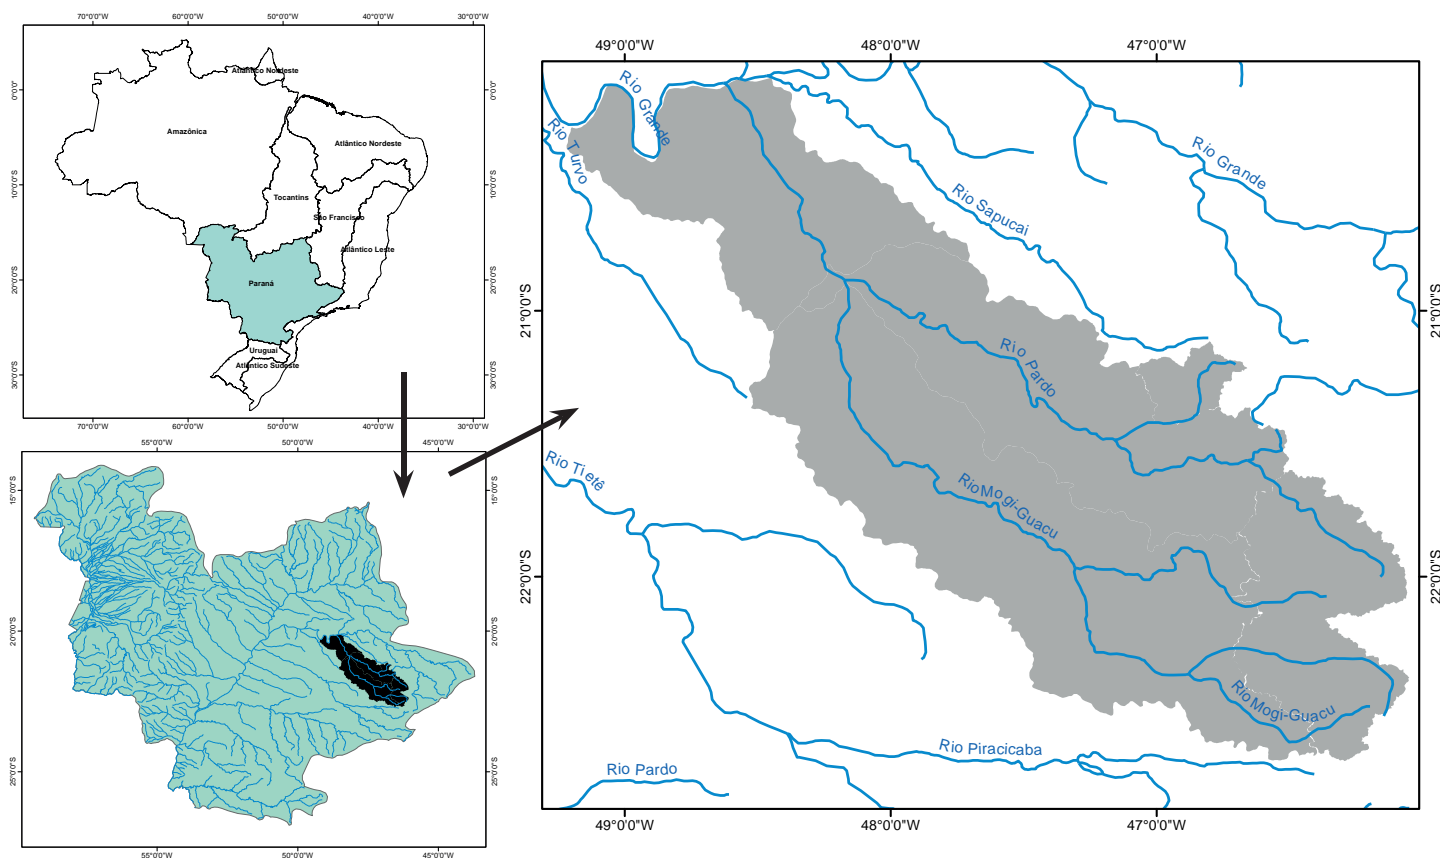 70°0'0"W 60°0'0"W 50°0'0"W 40°0'0"W 30°0'0"W
0°0'0" 0°0'0"
10°0'0"S 10°0'0"S
20°0'0"S 20°0'0"S
30°0'0"S 30°0'0"S
Atlântico Nordeste
Amazônica
Atlântico Nordeste
Tocantins
São Francisco
Atlântico Leste
Paraná
Uruguai
Atlântico Sudeste
70°0'0"W 60°0'0"W 50°0'0"W 40°0'0"W 30°0'0"W
55°0'0"W 50°0'0"W 45°0'0"W
15°0'0"S 15°0'0"S
20°0'0"S 20°0'0"S
25°0'0"S 25°0'0"S
55°0'0"W 50°0'0"W 45°0'0"W
49°0'0"W 48°0'0"W 47°0'0"W
Rio Grande
Rio Turvo
Rio Grande
Rio Sapucai
21°0'0"S 21°0'0"S
Rio Pardo
Rio Tietê
Rio Mogi-Guacu
22°0'0"S 22°0'0"S
Rio Mogi-Guacu
Rio Piracicaba
Rio Pardo
49°0'0"W 48°0'0"W 47°0'0"W